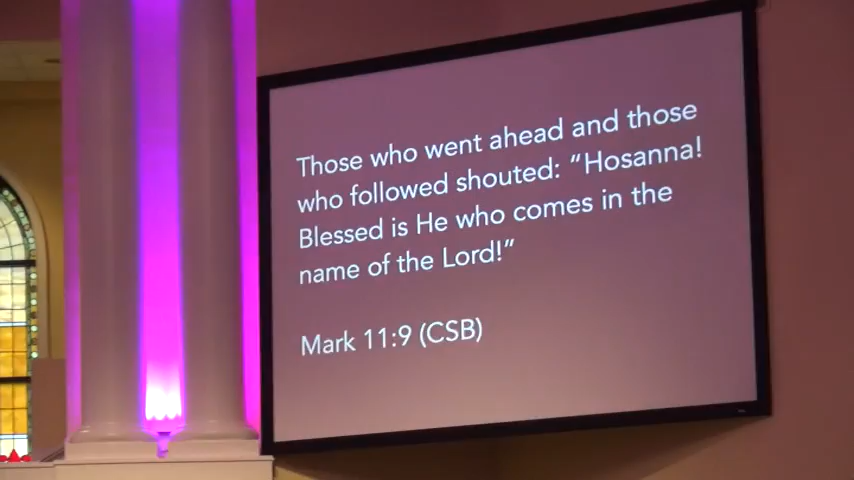 Those who went ahead and those
who followed shouted: “Hosanna!
Blessed is He who comes in the
name of the Lord!”
Mark 11:9 (CSB)